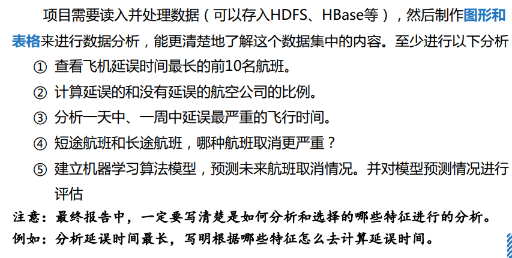 项目需要读入并处理数据（可以存入HDFS、HBase等），然后制作图形和
表格来进行数据分析，能更清楚地了解这个数据集中的内容。至少进行以下分析
① 查看飞机延误时间最长的前10名航班。
② 计算延误的和没有延误的航空公司的比例。
③ 分析一天中、一周中延误最严重的飞行时间。
④ 短途航班和长途航班，哪种航班取消更严重？
⑤ 建立机器学习算法模型，预测未来航班取消情况。并对模型预测情况进行
评估
注意：最终报告中，一定要写清楚是如何分析和选择的哪些特征进行的分析。
例如：分析延误时间最长，写明根据哪些特征怎么去计算延误时间。